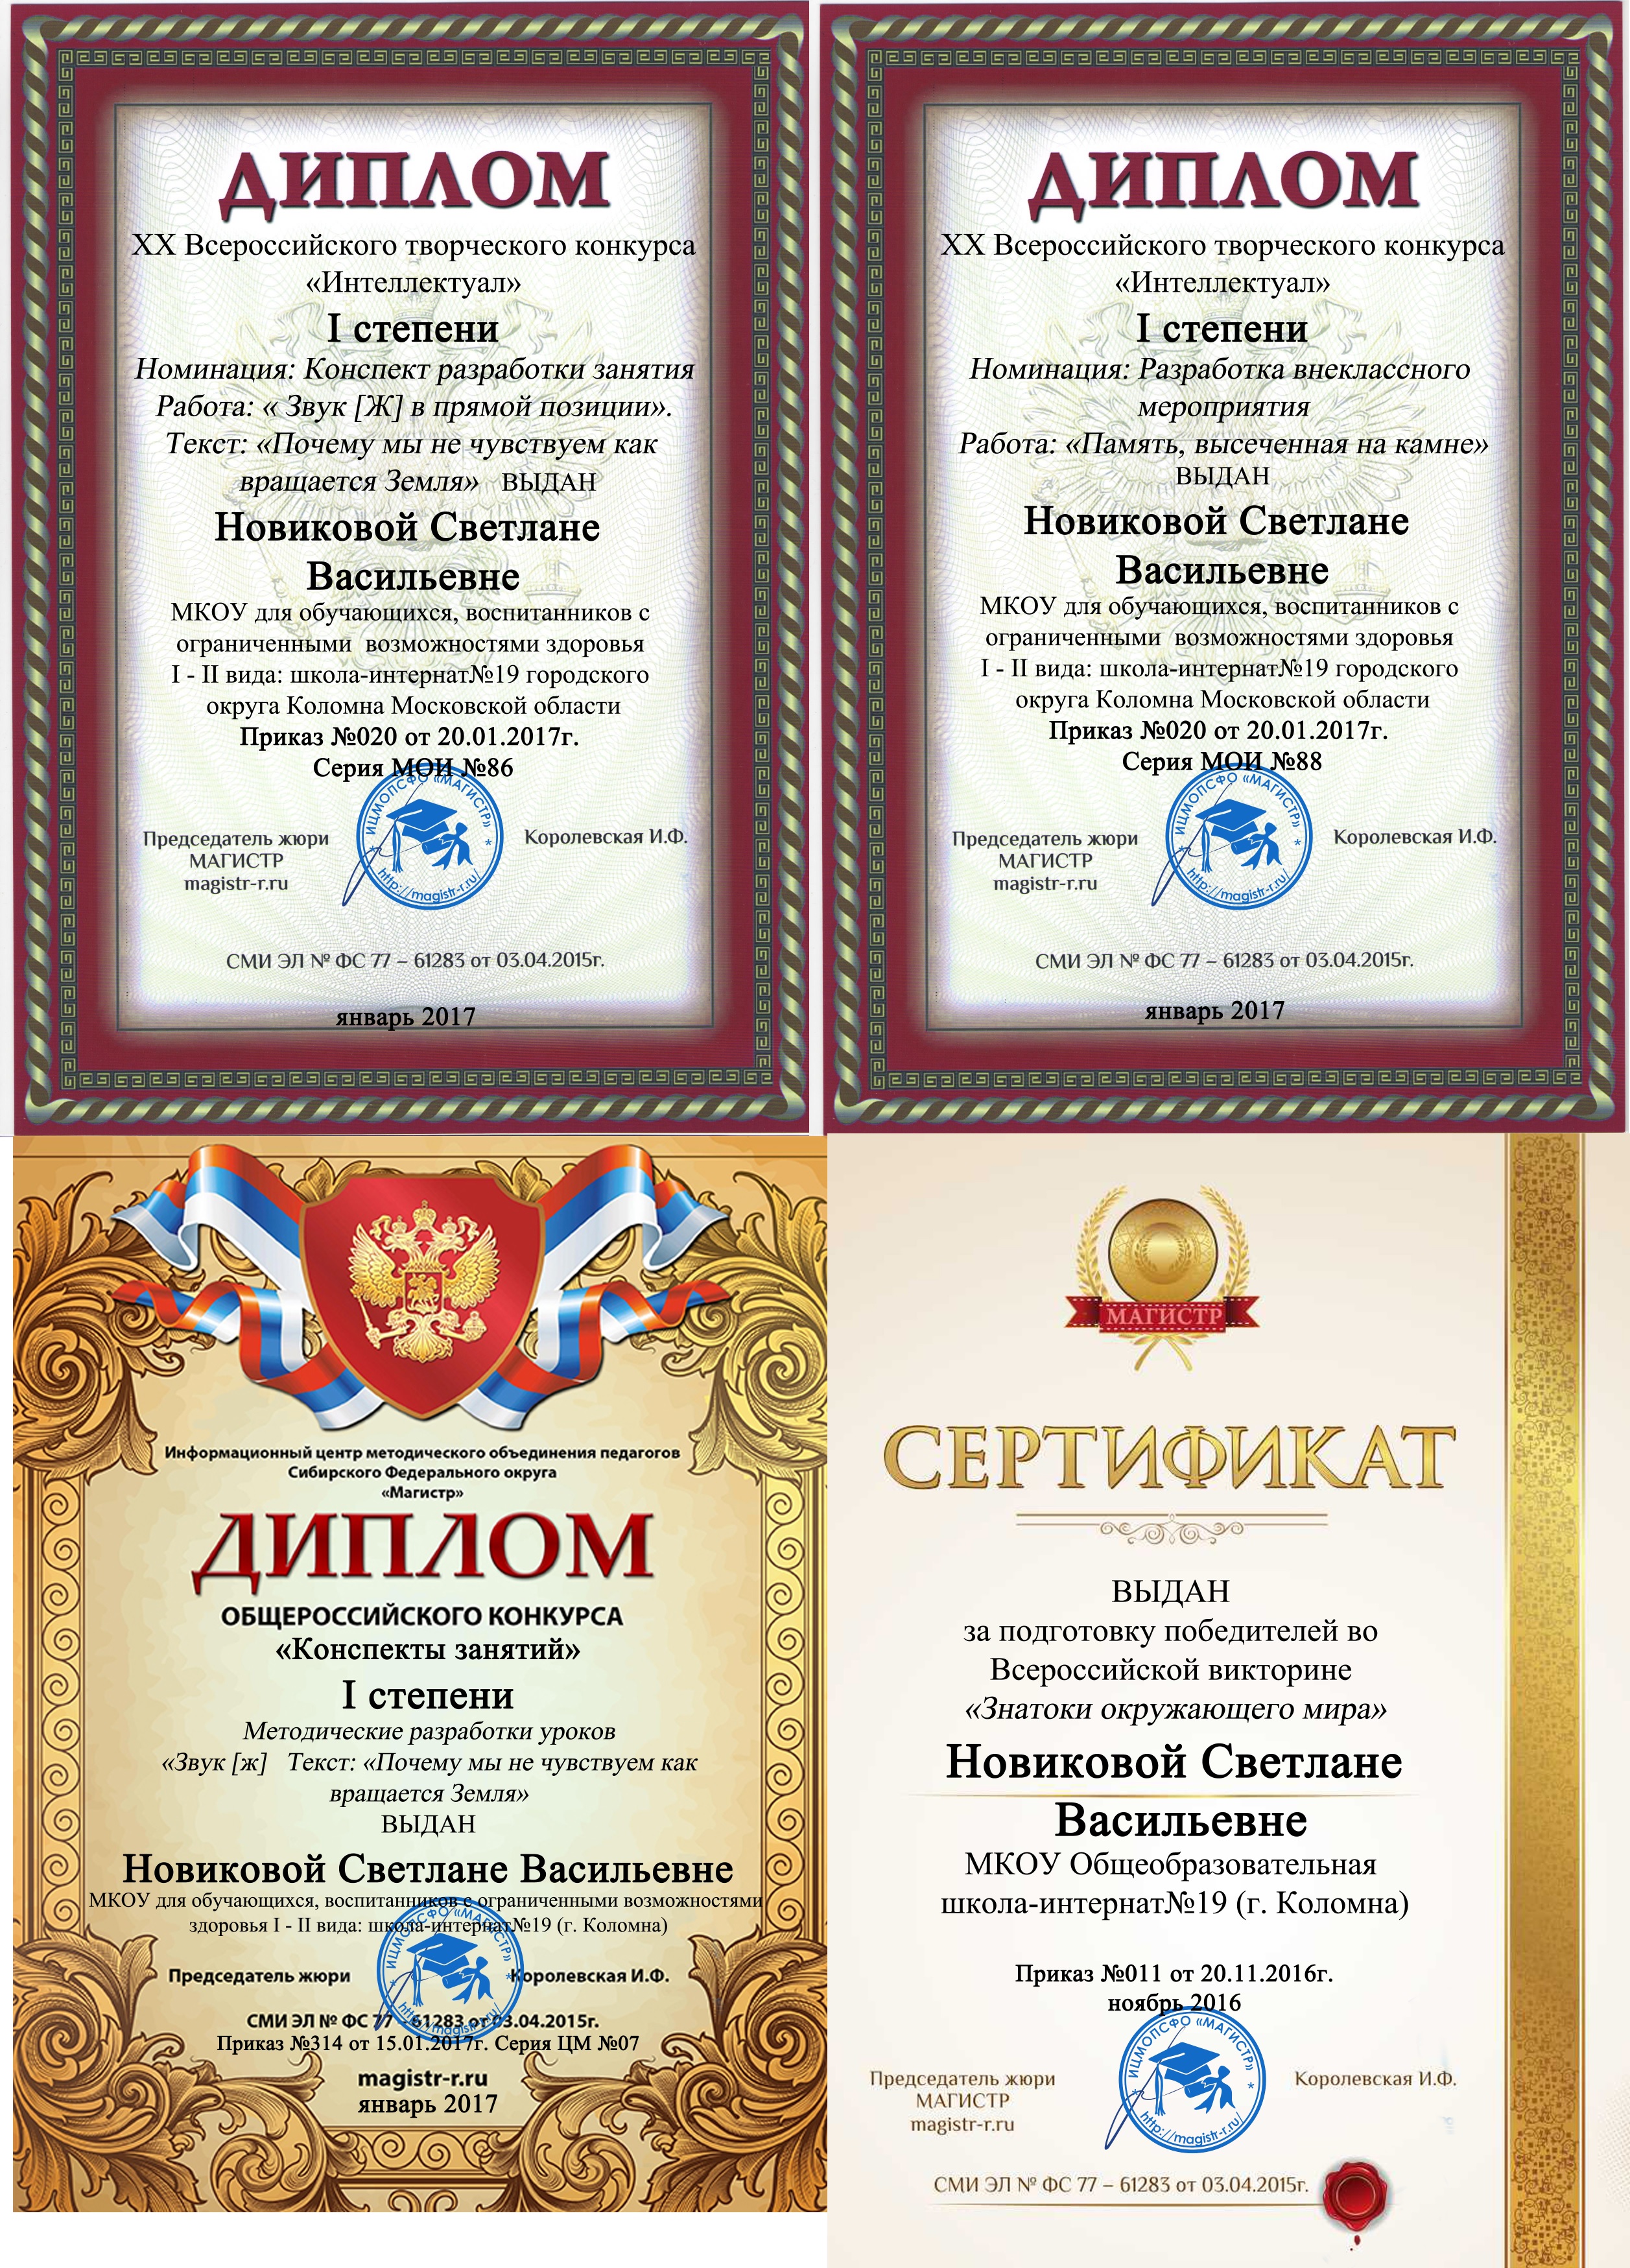 ДИПЛОМ
XX Всероссийского творческого конкурса
«Интеллектуал»
I степени
Номинация: Конспект разработки занятия
Работа: « Звук [Ж] в прямой позиции».
Текст: «Почему мы не чувствуем как
вращается Земля» ВЫДАН
Новиковой Светлане
Васильевне
МКОУ для обучающихся, воспитанников с
ограниченными возможностями здоровья
I - II вида: школа-интернат№19 городского
округа Коломна Московской области
Приказ №020 от 20.01.2017г.
Серия МОИ №86
ИЦМОПСФО «МАГИСТР»
http://magistr-r.ru/
Председатель жюри
МАГИСТР
magistr-r.ru
Королевская И.Ф.
СМИ ЭЛ № ФС 77 – 61283 от 03.04.2015г.
январь 2017
ДИПЛОМ
XX Всероссийского творческого конкурса
«Интеллектуал»
I степени
Номинация: Разработка внеклассного
мероприятия
Работа: «Память, высеченная на камне»
ВЫДАН
Новиковой Светлане
Васильевне
МКОУ для обучающихся, воспитанников с
ограниченными возможностями здоровья
I - II вида: школа-интернат№19 городского
округа Коломна Московской области
Приказ №020 от 20.01.2017г.
Серия МОИ №88
ИЦМОПСФО «МАГИСТР»
http://magistr-r.ru/
Председатель жюри
МАГИСТР
magistr-r.ru
Королевская И.Ф.
СМИ ЭЛ № ФС 77 – 61283 от 03.04.2015г.
январь 2017
Информационный центр методического объединения педагогов
Сибирского Федерального округа
«Магистр»
ДИПЛОМ
ОБЩЕРОССИЙСКОГО КОНКУРСА
«Конспекты занятий»
I степени
Методические разработки уроков
«Звук [ж] Текст: «Почему мы не чувствуем как
вращается Земля»
ВЫДАН
Новиковой Светлане Васильевне
МКОУ для обучающихся, воспитанников с ограниченными возможностями
здоровья I - II вида: школа-интернат№19 (г. Коломна)
ИЦМОПСФО «МАГИСТР»
http://magistr-r.ru/
Председатель жюри Королевская И.Ф.
СМИ ЭЛ № ФС 77 - 61283 от 03.04.2015г.
Приказ №314 от 15.01.2017г. Серия ЦМ №07
magistr-r.ru
январь 2017
МАГИСТР
СЕРТИФИКАТ
ВЫДАН
за подготовку победителей во
Всероссийской викторине
«Знатоки окружающего мира»
Новиковой Светлане
Васильевне
МКОУ Общеобразовательная
школа-интернат№19 (г. Коломна)
Приказ №011 от 20.11.2016г.
ноябрь 2016
ИЦМОПСФО «МАГИСТР»
http://magistr-r.ru/
Председатель жюри
МАГИСТР
magistr-r.ru
Королевская И.Ф.
СМИ ЭЛ № ФС 77 – 61283 от 03.04.2015г.